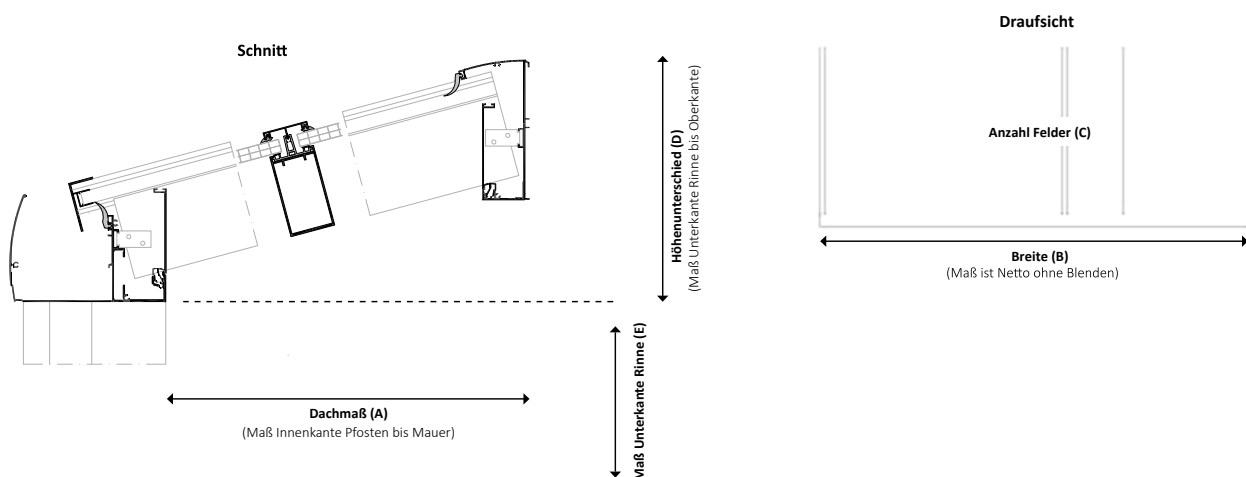 Schnitt
Höhenunterschied (D)
(Maß Unterkante Rinne bis Oberkante)
Maß Unterkante Rinne (E)
Dachmaß (A)
(Maß Innenkante Pfosten bis Mauer)
Draufsicht
Anzahl Felder (C)
Breite (B)
(Maß ist Netto ohne Blenden)